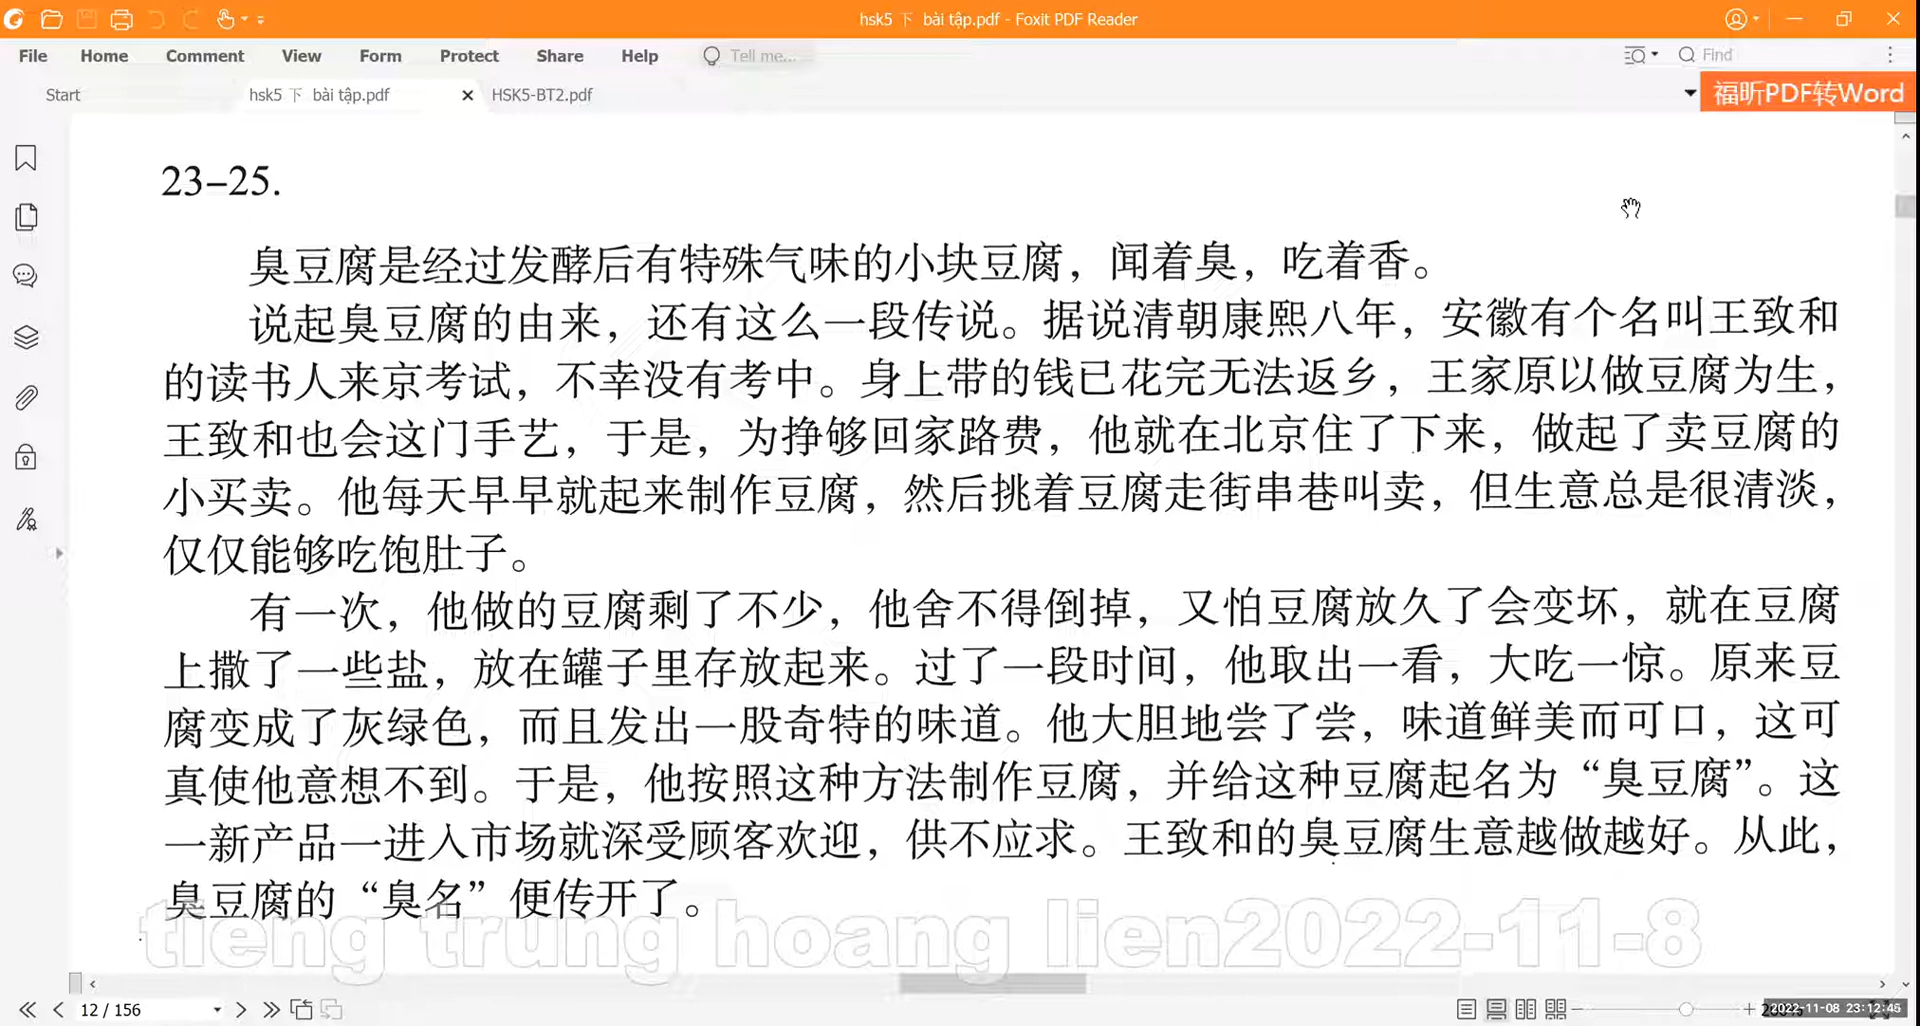 hsk5 下 bài tập.pdf - Foxit PDF Reader
File Home Comment View Form Protect Share Help Tell me... Find
Start hsk5 下 bài tập.pdf HSK5-BT2.pdf 福昕PDF转Word
23–25.
臭豆腐是经过发酵后有特殊气味的小块豆腐，闻着臭，吃着香。
说起臭豆腐的由来，还有这么一段传说。据说清朝康熙八年，安徽有个名叫王致和
的读书人来京考试，不幸没有考中。身上带的钱已花完无法返乡，王家原以做豆腐为生，
王致和也会这门手艺，于是，为挣够回家路费，他就在北京住了下来，做起了卖豆腐的
小买卖。他每天早早就起来制作豆腐，然后挑着豆腐走街串巷叫卖，但生意总是很清淡，
仅仅能够吃饱肚子。
有一次，他做的豆腐剩了不少，他舍不得倒掉，又怕豆腐放久了会变坏，就在豆腐
上撒了一些盐，放在罐子里存放起来。过了一段时间，他取出一看，大吃一惊。原来豆
腐变成了灰绿色，而且发出一股奇特的味道。他大胆地尝了尝，味道鲜美而可口，这可
真使他意想不到。于是，他按照这种方法制作豆腐，并给这种豆腐起名为“臭豆腐”。这
一新产品一进入市场就深受顾客欢迎，供不应求。王致和的臭豆腐生意越做越好。从此，
臭豆腐的“臭名”便传开了。
tieng trung hoang lien2022-11-8
12 / 156 2022-11-08 23:12:45